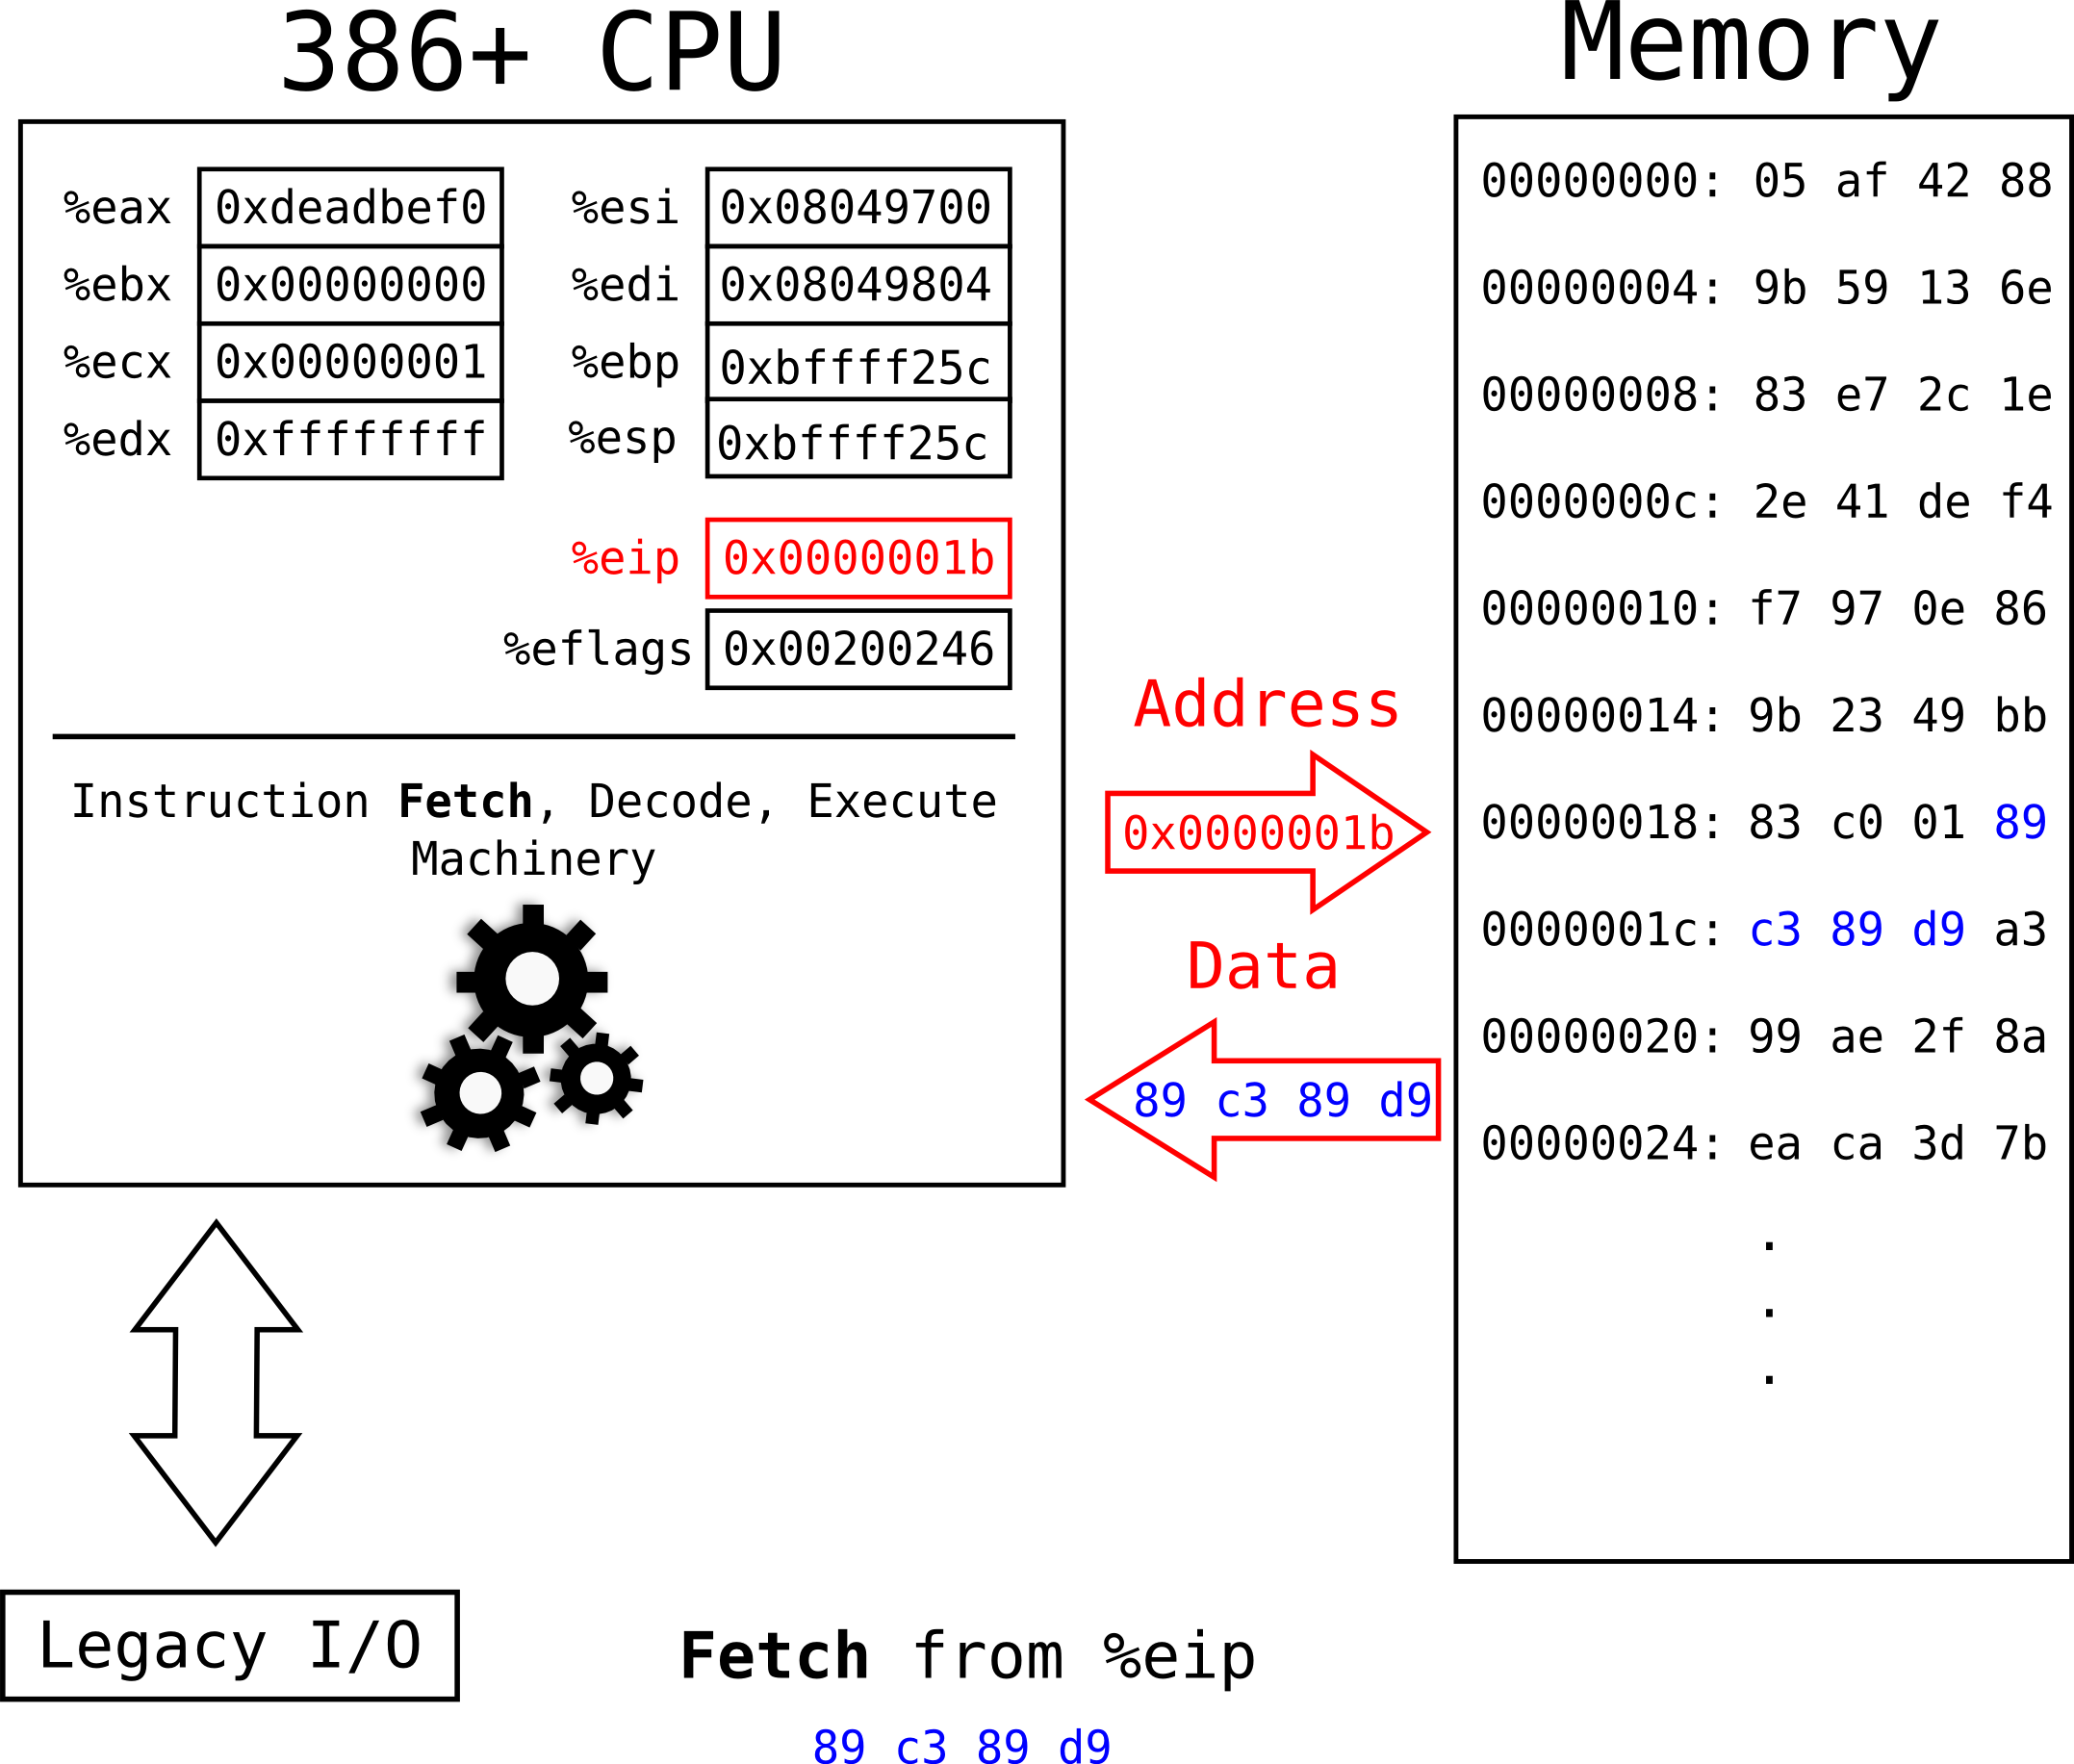 386+ CPU
%eax 0xdeadbef0 %esi 0x08049700
%ebx 0x00000000 %edi 0x08049804
%ecx 0x00000001 %ebp 0xbffff25c
%edx 0xffffffff %esp 0xbffff25c
%eip 0x0000001b
%eflags 0x00200246
Instruction Fetch, Decode, Execute
Machinery
Address
0x0000001b
Data
89 c3 89 d9
Memory
00000000: 05 af 42 88
00000004: 9b 59 13 6e
00000008: 83 e7 2c 1e
0000000c: 2e 41 de f4
00000010: f7 97 0e 86
00000014: 9b 23 49 bb
00000018: 83 c0 01 89
0000001c: c3 89 d9 a3
00000020: 99 ae 2f 8a
00000024: ea ca 3d 7b
.
.
.
Legacy I/O
Fetch from %eip
89 c3 89 d9